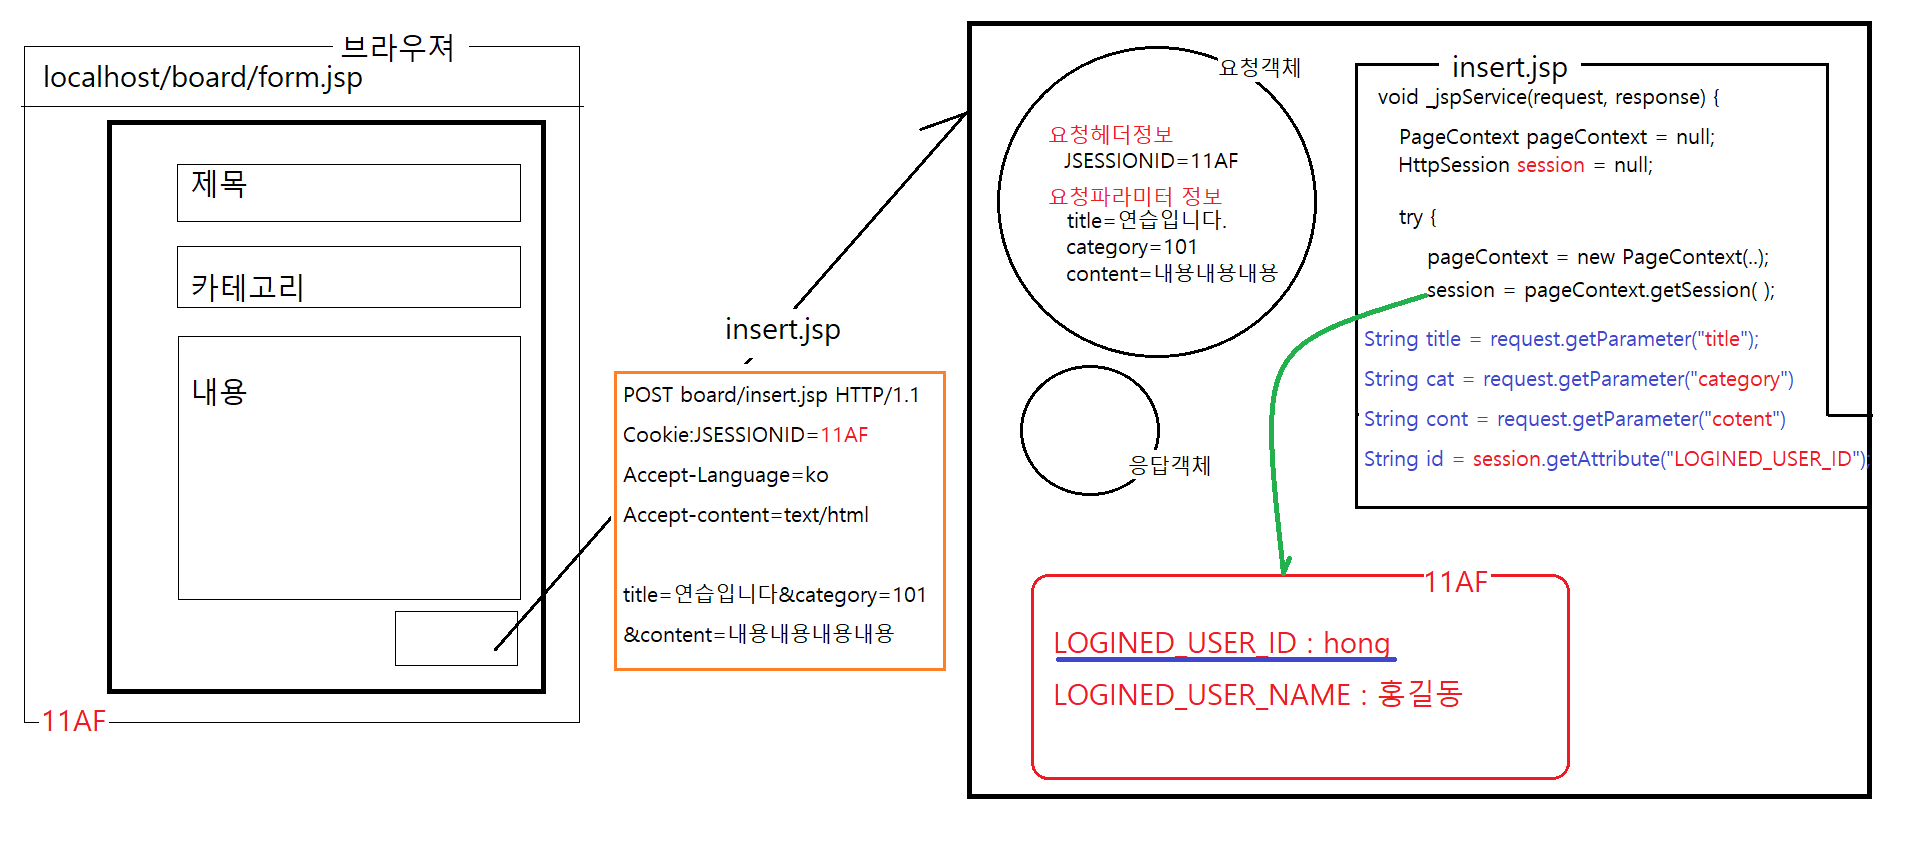 브라우져
localhost/board/form.jsp
제목
카테고리
내용
11AF
insert.jsp
POST board/insert.jsp HTTP/1.1
Cookie:JSESSIONID=11AF
Accept-Language=ko
Accept-content=text/html
title=연습입니다&category=101
&content=내용내용내용내용
요청객체
요청헤더정보
JSESSIONID=11AF
요청파라미터 정보
title=연습입니다.
category=101
content=내용내용내용
응답객체
insert.jsp
void _jspService(request, response) {
PageContext pageContext = null;
HttpSession session = null;
try {
pageContext = new PageContext(..);
session = pageContext.getSession( );
String title = request.getParameter("title");
String cat = request.getParameter("category")
String cont = request.getParameter("cotent")
String id = session.getAttribute("LOGINED_USER_ID");
11AF
LOGINED_USER_ID : hong
LOGINED_USER_NAME : 홍길동